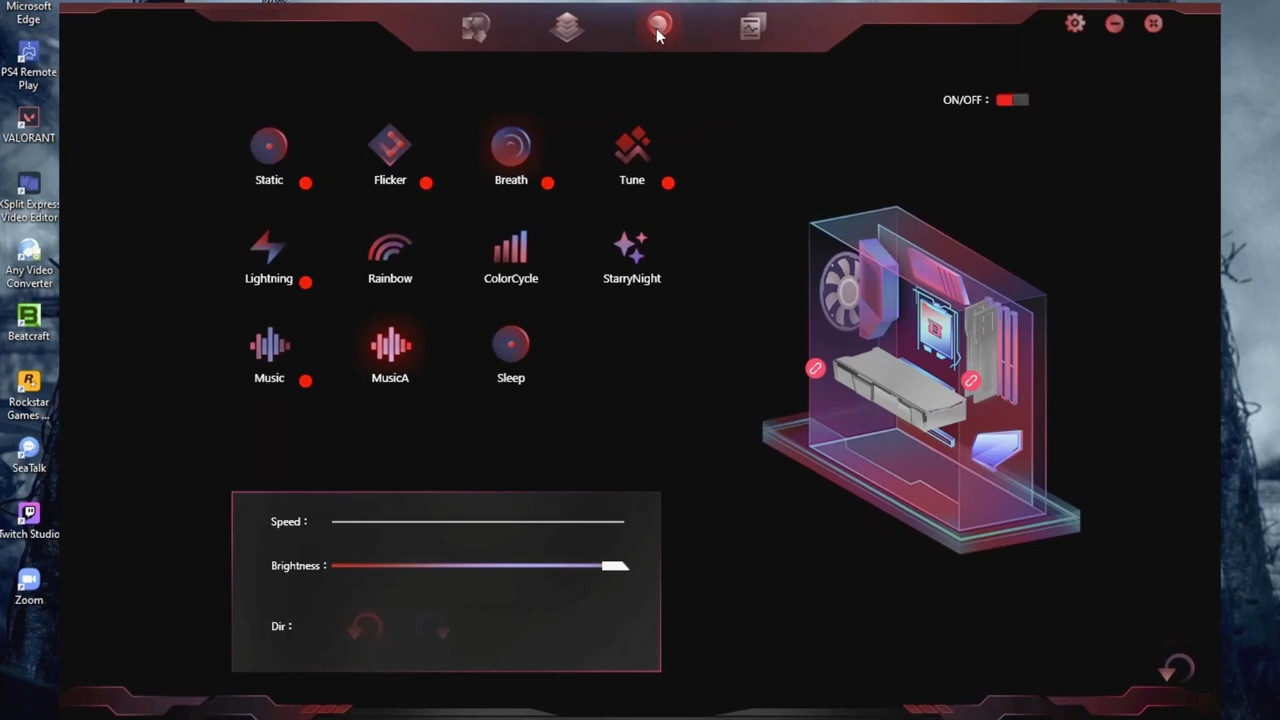 Microsoft
Edge
PS4 Remote
Play
VALORANT
XSplit Express
Video Editor
Any Video
Converter
Beatcraft
Rockstar
Games ...
SeaTalk
Twitch Studio
Zoom
ON/OFF :
Static
Flicker
Breath
Tune
Lightning
Rainbow
ColorCycle
StarryNight
Music
MusicA
Sleep
Speed :
Brightness :
Dir :